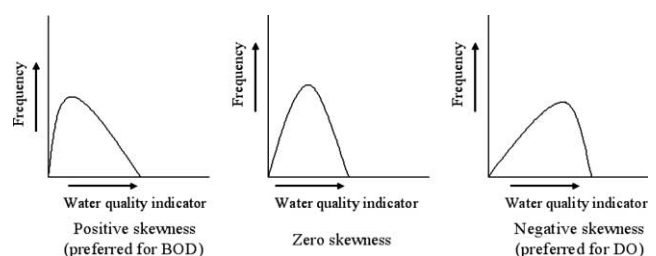 Frequency
Water quality indicator
Positive skewness
(preferred for BOD)
Frequency
Water quality indicator
Zero skewness
Frequency
Water quality indicator
Negative skewness
(preferred for DO)